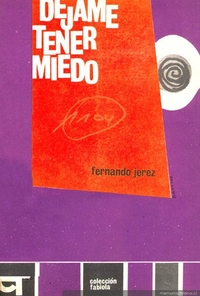 DEJAME
TENER
MIEDO
fernando jerez
colección
fabiola